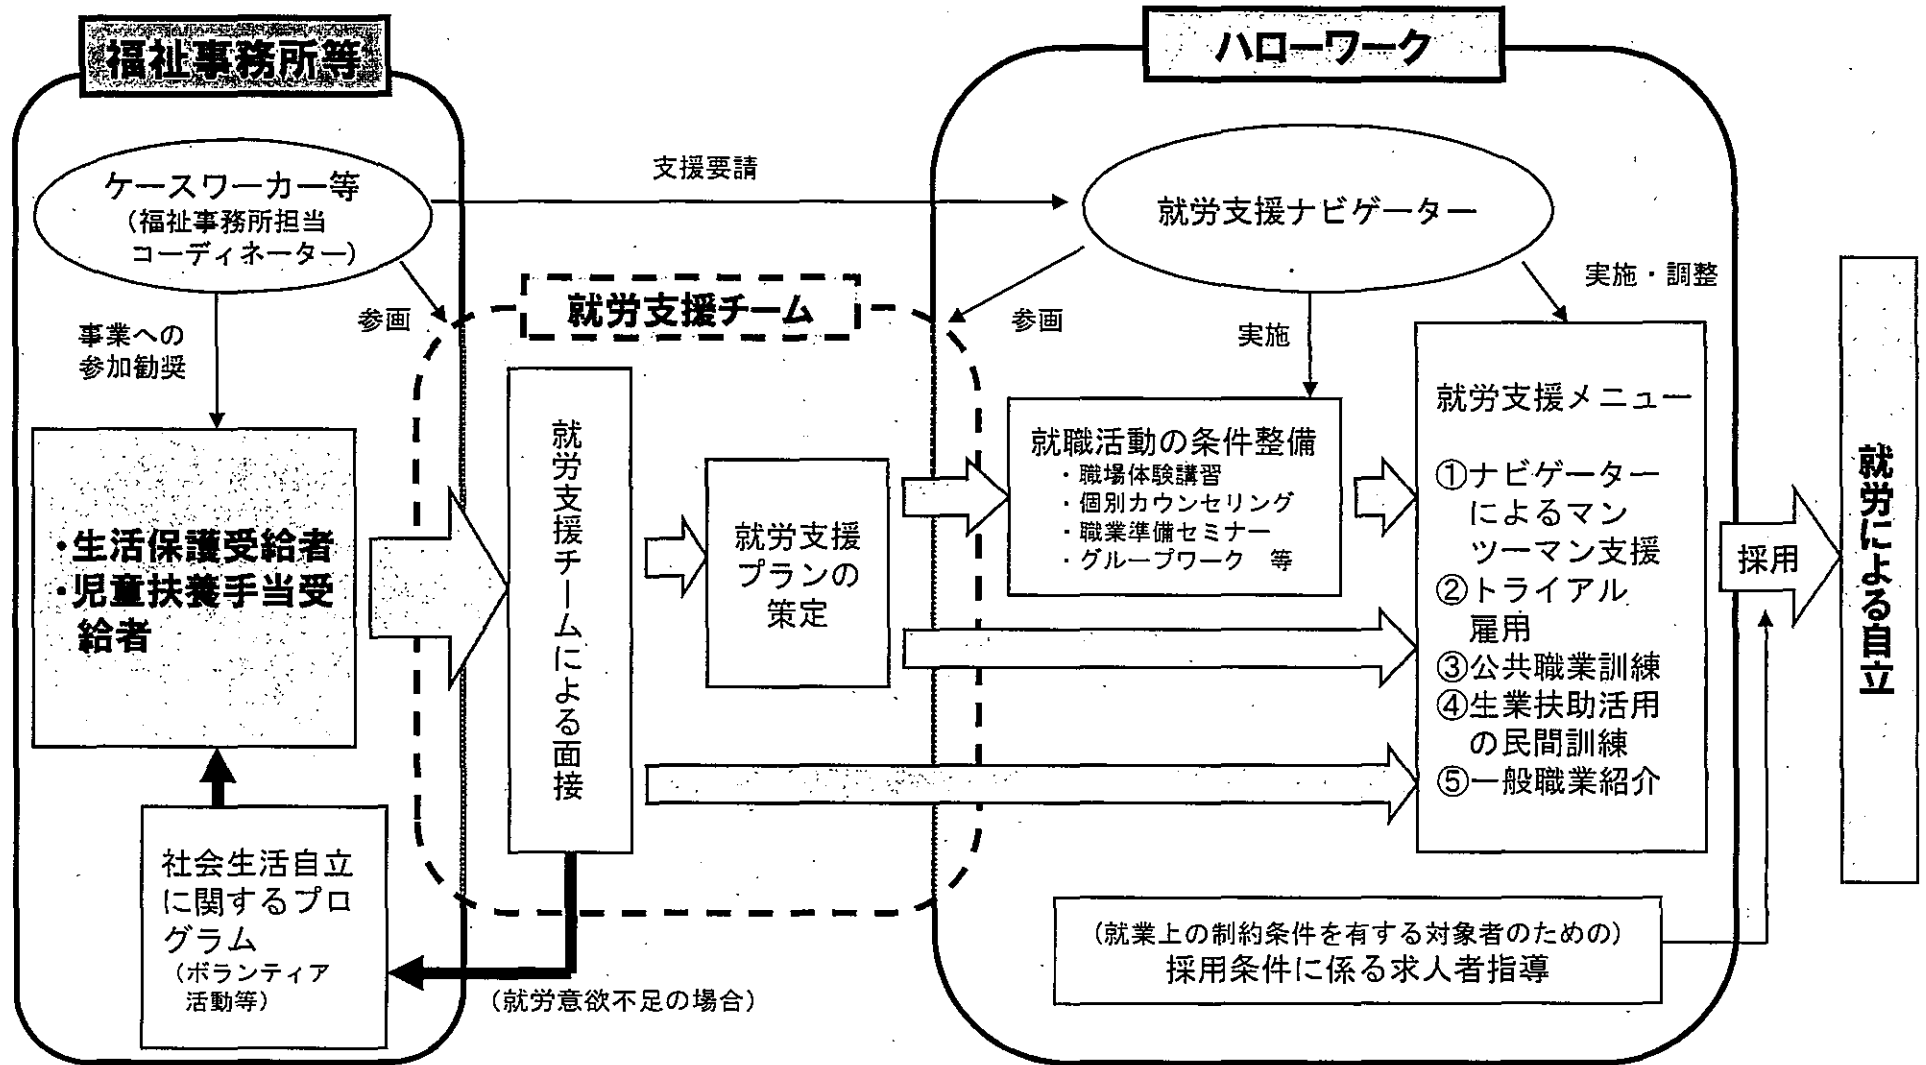 福祉事務所等
ハローワーク
ケースワーカー等
（福祉事務所担当
コーディネーター）
支援要請
就労支援ナビゲーター
事業への
参加勧奨
参画
就労支援チーム
参画
実施
実施・調整
・生活保護受給者
・児童扶養手当受
給者
就労支援チームによる面接
就労支援
プランの
策定
就職活動の条件整備
・職場体験講習
・個別カウンセリング
・職業準備セミナー
・グループワーク　等
就労支援メニュー
①ナビゲーター
によるマン
ツーマン支援
②トライアル
雇用
③公共職業訓練
④生業扶助活用
の民間訓練
⑤一般職業紹介
採用
就労による自立
社会生活自立
に関するプロ
グラム
（ボランティア
活動等）
（就労意欲不足の場合）
（就業上の制約条件を有する対象者のための）
採用条件に係る求人者指導